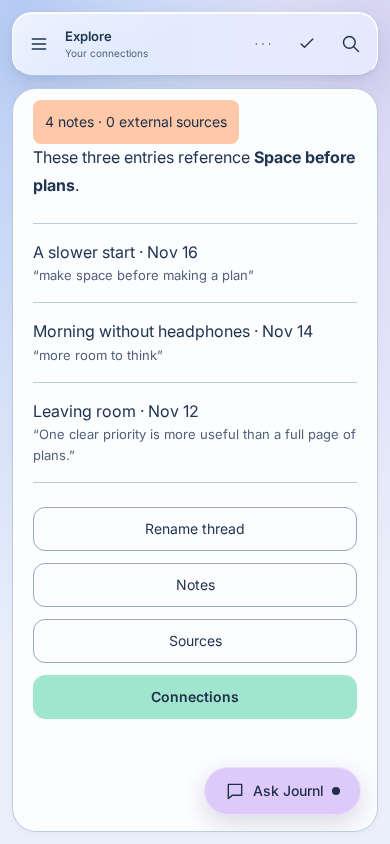 Explore
Your connections
4 notes · 0 external sources
These three entries reference Space before
plans.
A slower start · Nov 16
“make space before making a plan”
Morning without headphones · Nov 14
“more room to think”
Leaving room · Nov 12
“One clear priority is more useful than a full page of
plans.”
Rename thread
Notes
Sources
Connections
Ask Journl